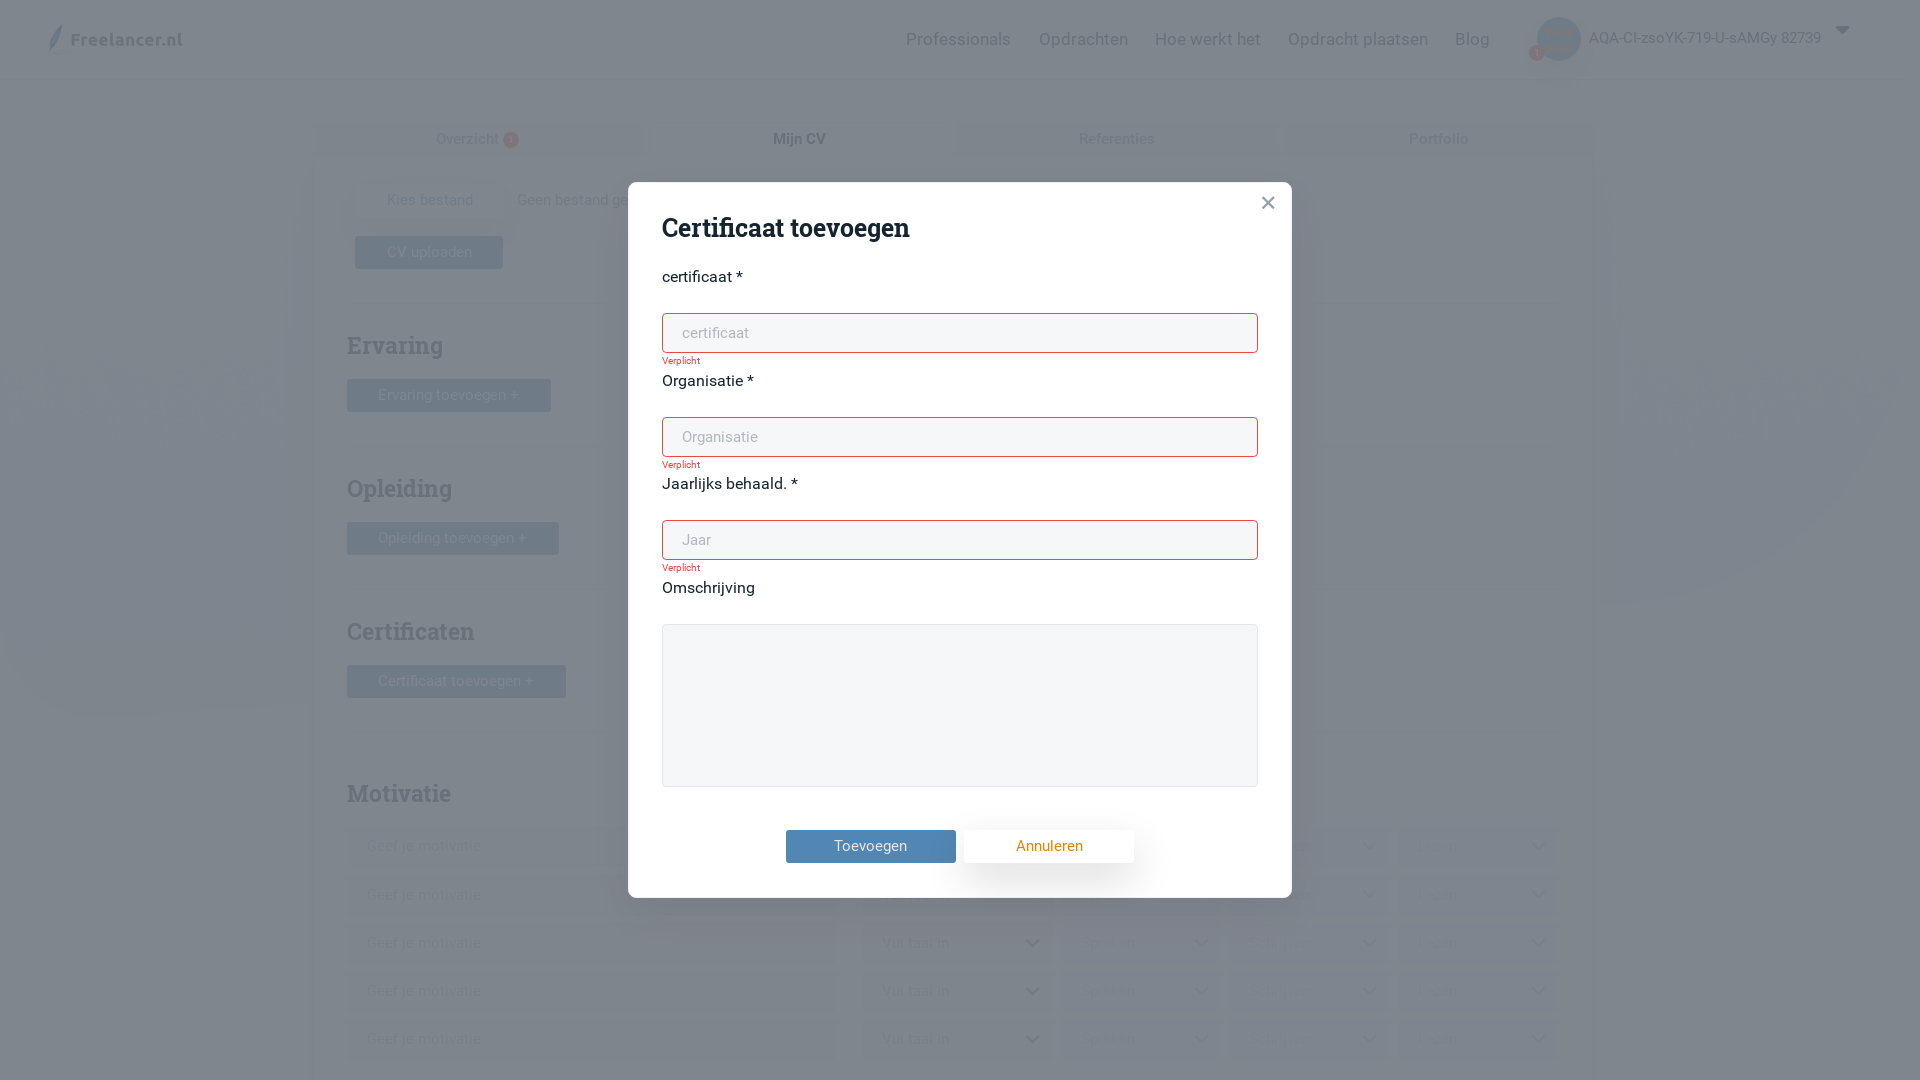 Freelancer.nl
Professionals Opdrachten Hoe werkt het Opdracht plaatsen Blog
AQA-CI-zsoYK-719-U-sAMGy 82739
Overzicht Mijn CV Referenties Portfolio
Kies bestand Geen bestand ge
CV uploaden
Certificaat toevoegen
certificaat *
certificaat
Verplicht
Organisatie *
Organisatie
Verplicht
Jaarlijks behaald. *
Jaar
Verplicht
Omschrijving
Toevoegen Annuleren
Ervaring
Ervaring toevoegen +
Opleiding
Opleiding toevoegen +
Certificaten
Certificaat toevoegen +
Motivatie
Geef je motivatie
Geef je motivatie
Geef je motivatie Vul taal in
Geef je motivatie Vul taal in
Geef je motivatie Vul taal in